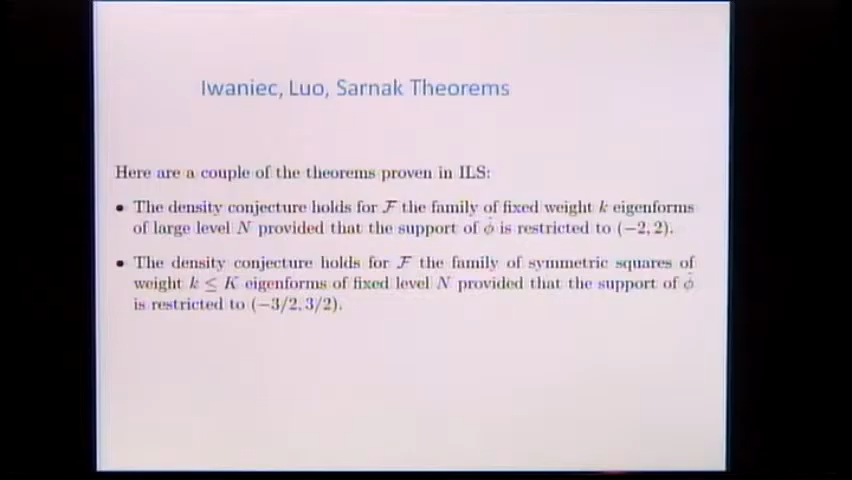 Iwaniec, Luo, Sarnak Theorems
Here are a couple of the theorems proven in ILS:
• The density conjecture holds for ℱ the family of fixed weight k eigenforms
of large level N provided that the support of ϕ̂ is restricted to (−2, 2).
• The density conjecture holds for ℱ the family of symmetric squares of
weight k ≤ K eigenforms of fixed level N provided that the support of ϕ̂
is restricted to (−3/2, 3/2).